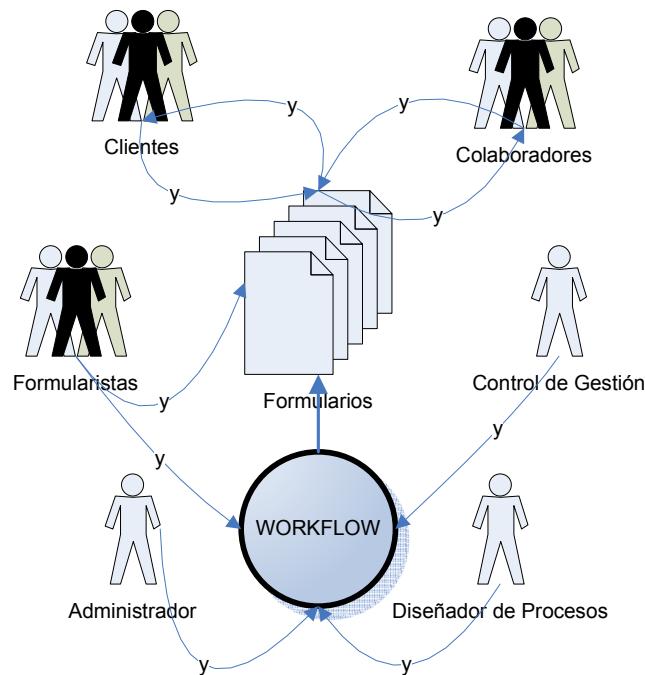 y
y
Clientes
Colaboradores
y
y
Formularistas
Formularios
Control de Gestión
y
y
y
WORKFLOW
Administrador
Diseñador de Procesos
y
y